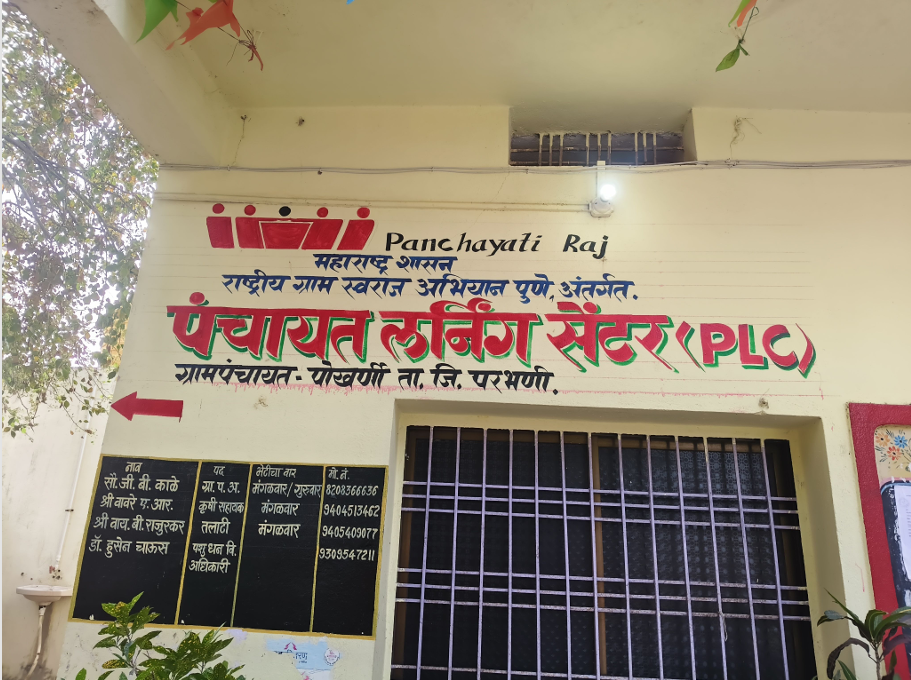 Panchayati Raj
महाराष्ट्र शासन
राष्ट्रीय ग्राम स्वराज अभियान पुणे, अंतर्गत.
पंचायत लर्निंग सेंटर (PLC)
ग्रामपंचायत- पोखर्णी ता. जि. परभणी.
नाव पद भेटीचा वार मो. नं.
सौ. जी. बी. काळे ग्रा. प. अ. मंगळवार/गुरुवार 8208366636
श्री वावरे ए. आर. कृषी सहायक मंगळवार 9404513462
श्री वाय. बी. राजुरकर तलाठी मंगळवार 9405409077
डॉ. हुसेन चाऊस पशुधन वि. 9309547211
अधिकारी